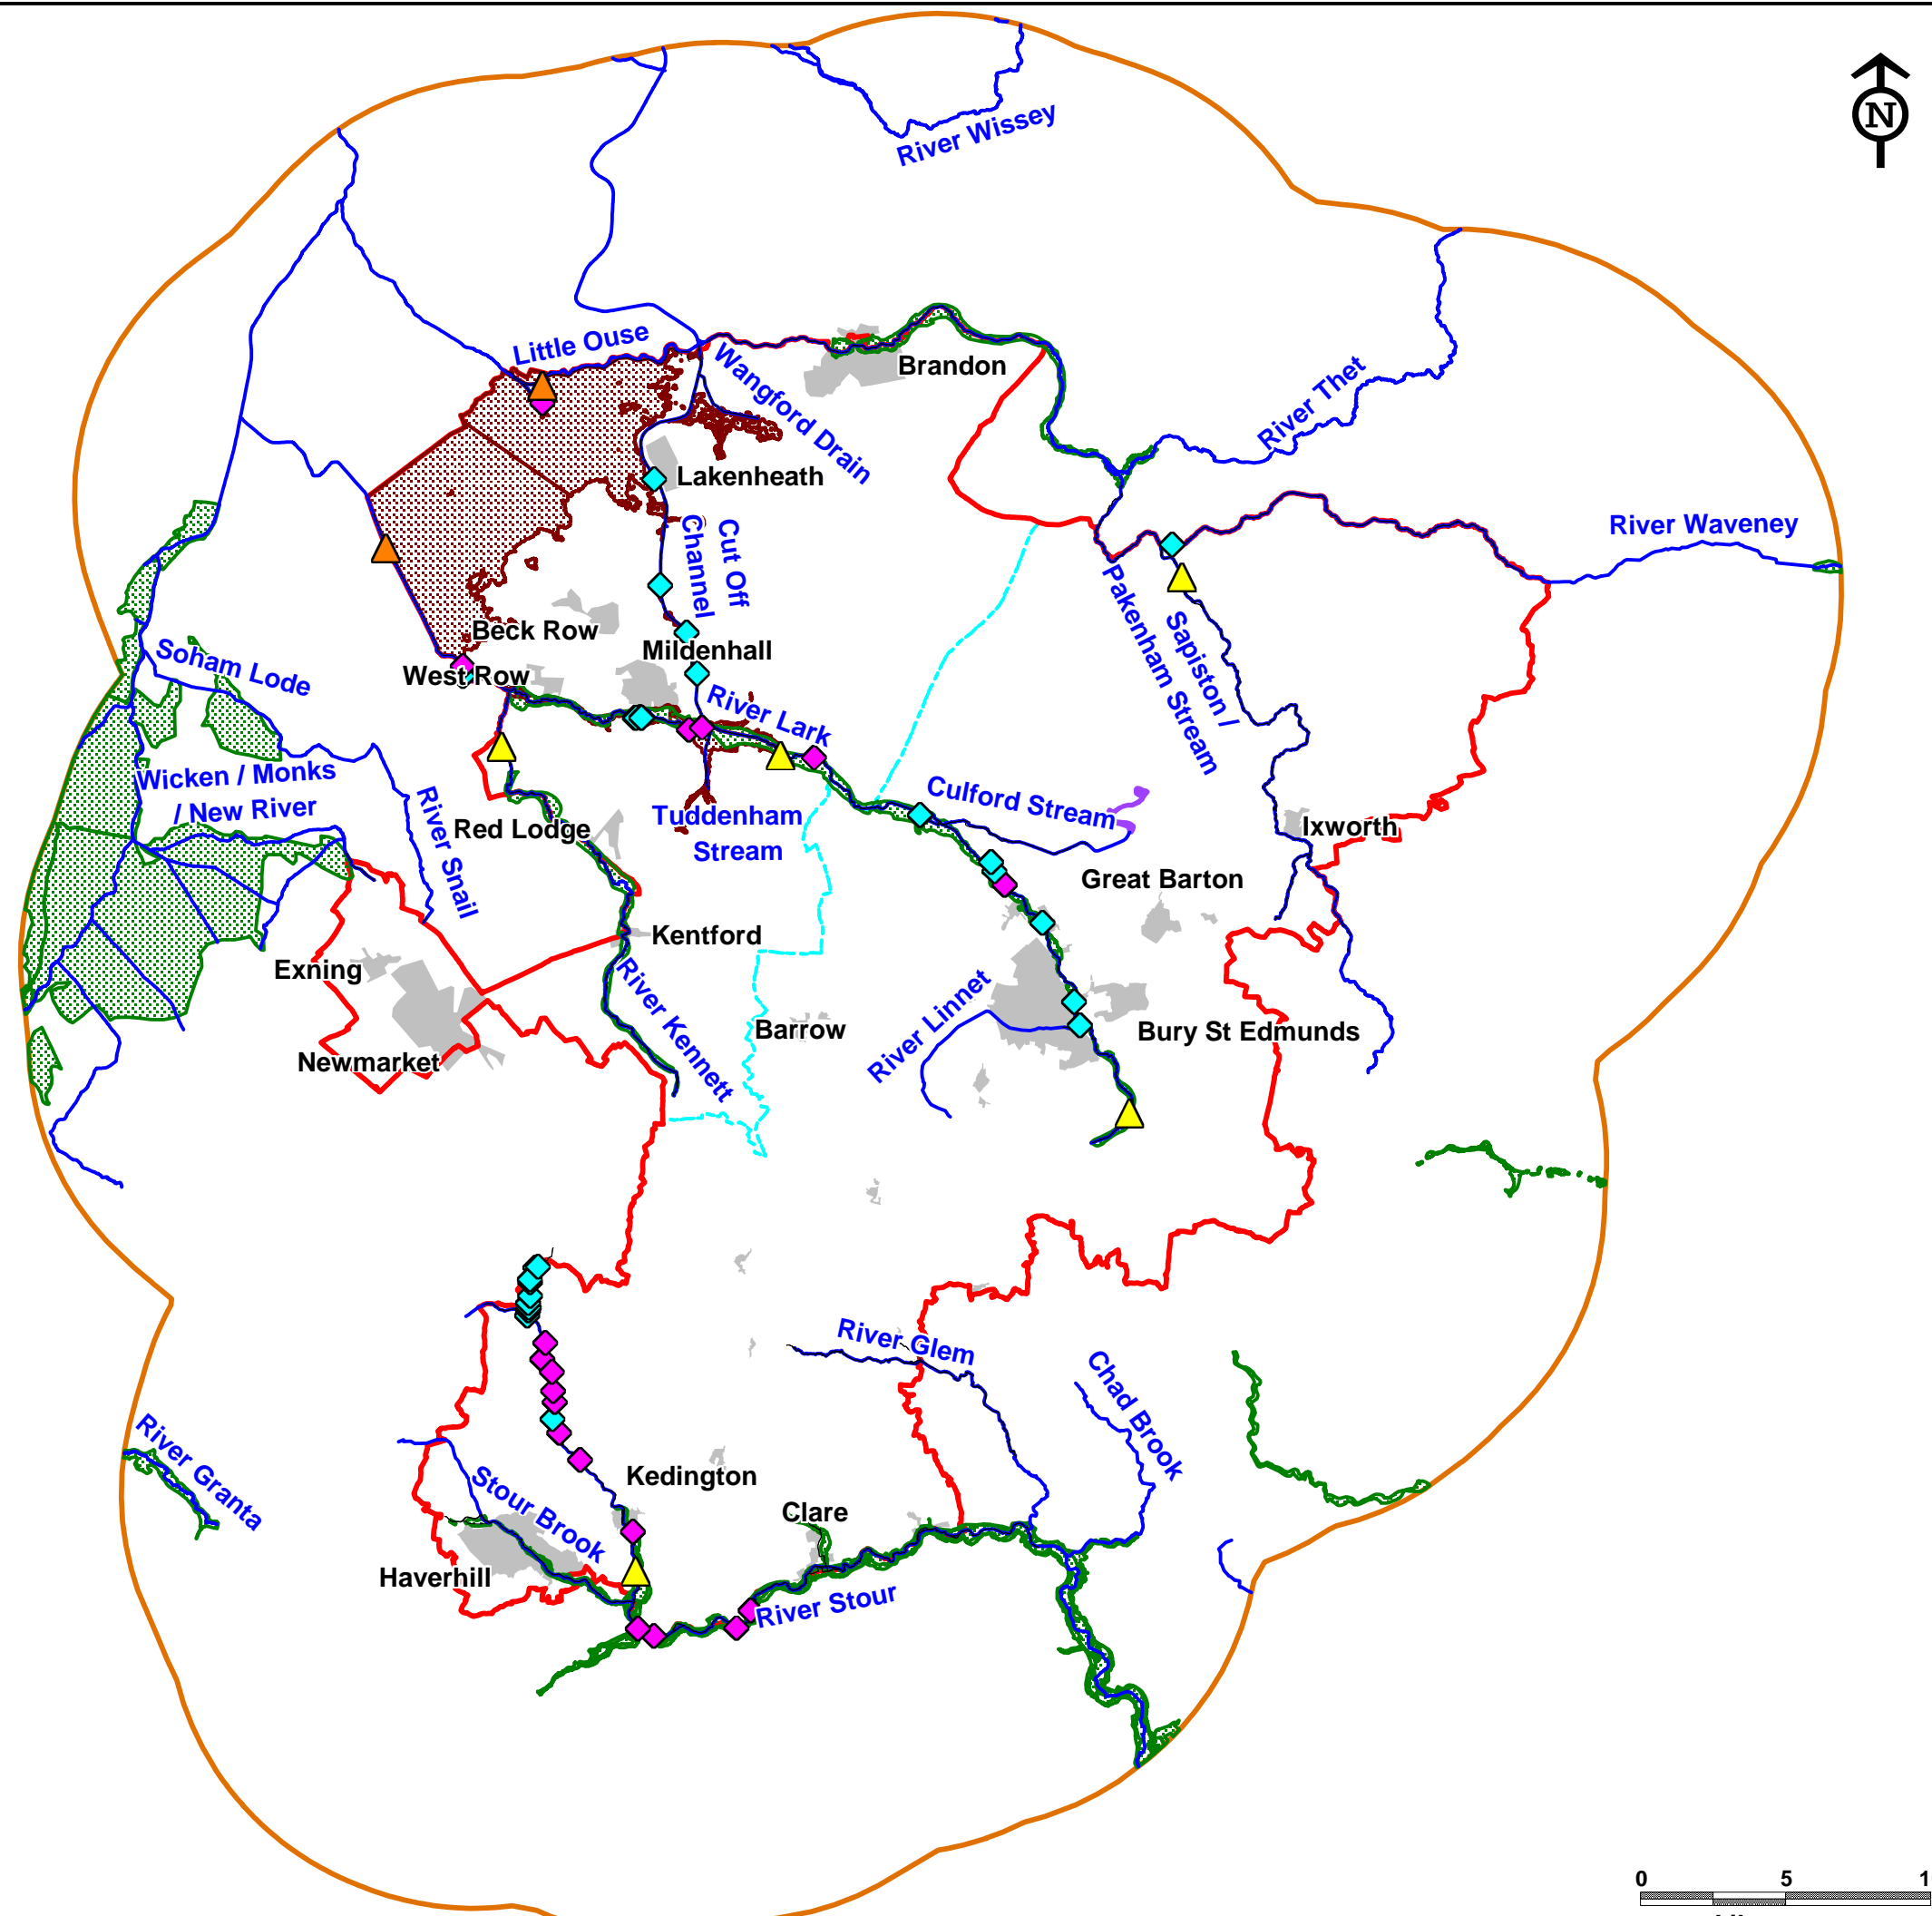 N
River Wissey
Little Ouse
Wangford Drain
Brandon
River Thet
Lakenheath
Cut Off
Channel
River Waveney
Beck Row
Mildenhall
West Row
Soham Lode
Sapiston /
Pakenham Stream
River Lark
Wicken / Monks
/ New River
River Snail
Red Lodge
Tuddenham
Stream
Culford Stream
Ixworth
Great Barton
Kentford
Exning
River Kennett
River Linnet
Barrow
Bury St Edmunds
Newmarket
River Glem
Chad Brook
River Granta
Stour Brook
Kedington
Clare
Haverhill
River Stour
0 5 1